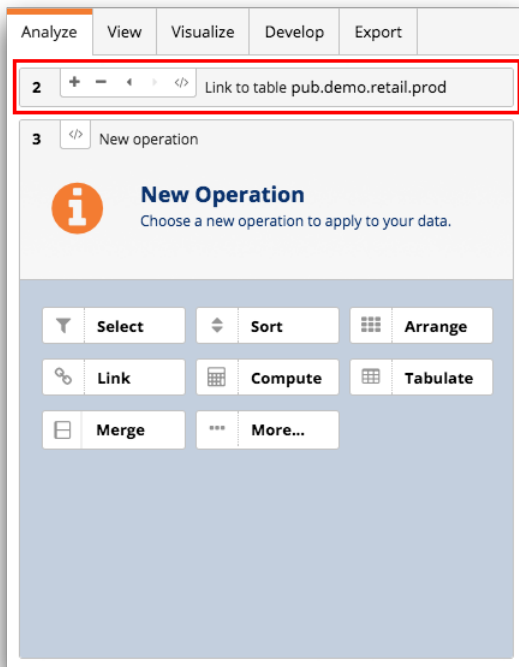 Analyze View Visualize Develop Export
2 + − </> Link to table pub.demo.retail.prod
3 </> New operation
New Operation
Choose a new operation to apply to your data.
Select Sort Arrange
Link Compute Tabulate
Merge More...